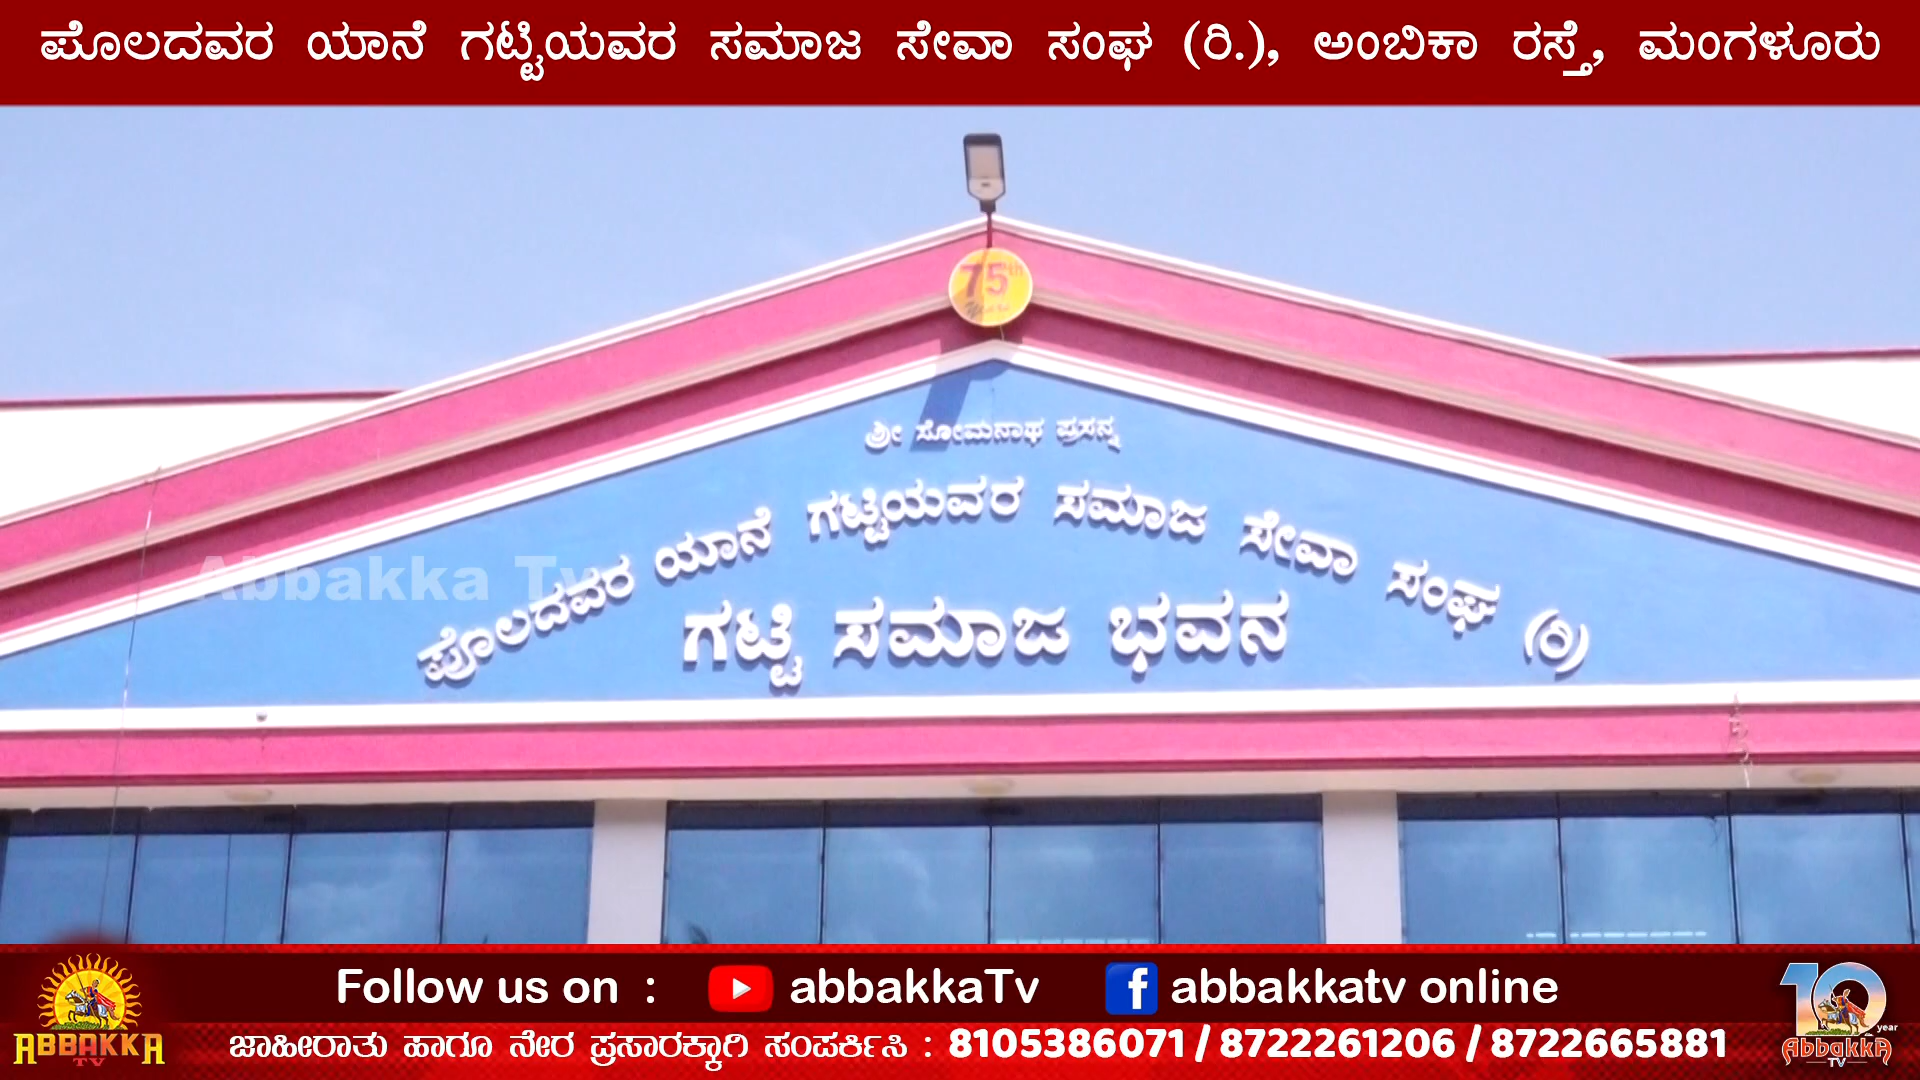 ಪೊಲದವರ ಯಾನೆ ಗಟ್ಟಿಯವರ ಸಮಾಜ ಸೇವಾ ಸಂಘ (ರಿ.), ಅಂಬಿಕಾ ರಸ್ತೆ, ಮಂಗಳೂರು
75th
ಶ್ರೀ ಸೋಮನಾಥ ಪ್ರಸನ್ನ
ಪೊಲದವರ ಯಾನೆ ಗಟ್ಟಿಯವರ ಸಮಾಜ ಸೇವಾ ಸಂಘ (ರಿ)
Abbakka Tv
ಗಟ್ಟಿ ಸಮಾಜ ಭವನ
Follow us on : abbakkaTv abbakkatv online
ಜಾಹೀರಾತು ಹಾಗೂ ನೇರ ಪ್ರಸಾರಕ್ಕಾಗಿ ಸಂಪರ್ಕಿಸಿ : 8105386071 / 8722261206 / 8722665881
ABBAKKA
TV
10 year
AbbakkA
TV